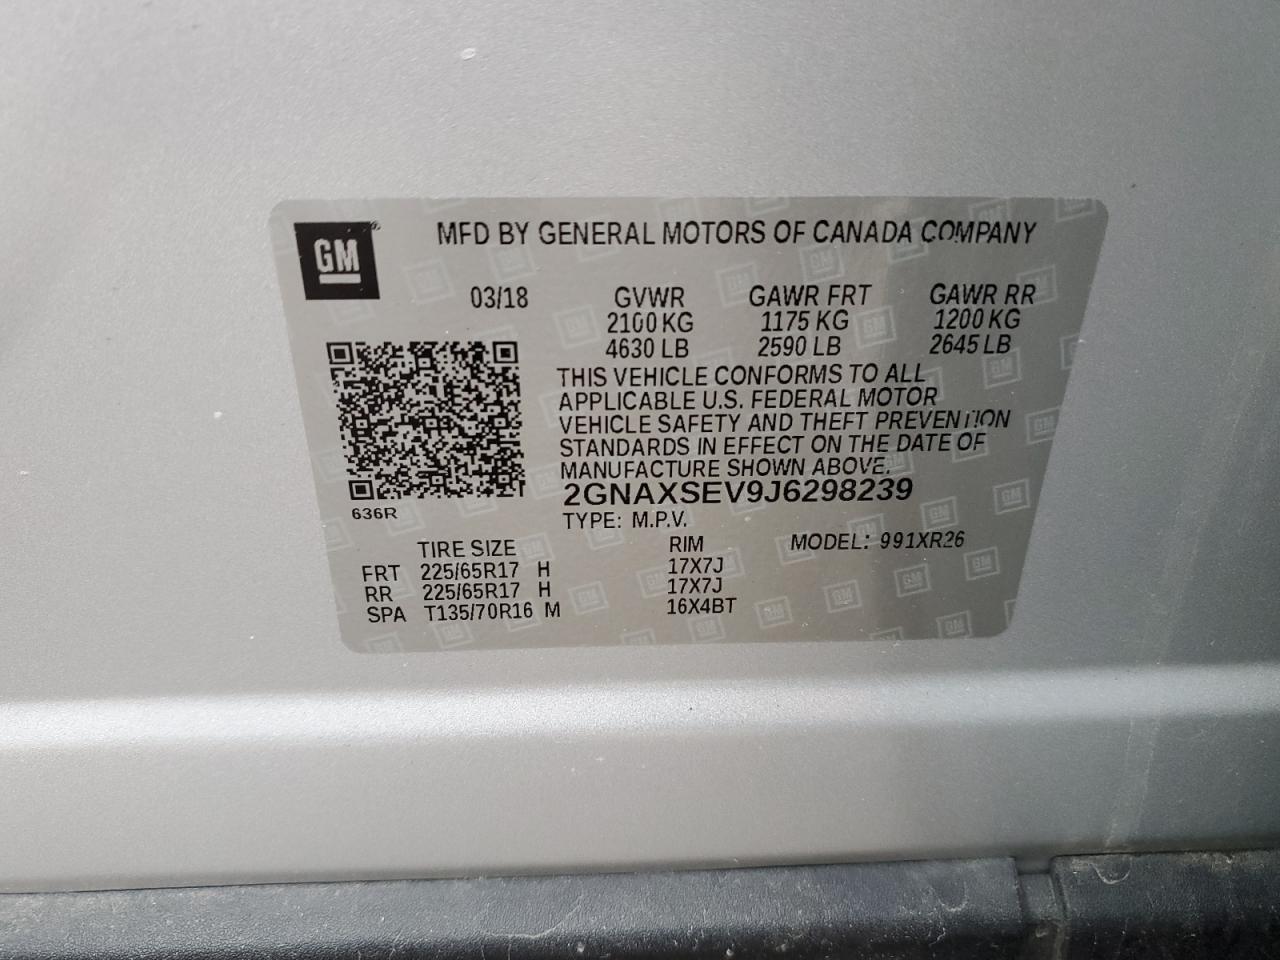 GM®
MFD BY GENERAL MOTORS OF CANADA COMPANY
03/18 GVWR GAWR FRT GAWR RR
2100 KG 1175 KG 1200 KG
4630 LB 2590 LB 2645 LB
THIS VEHICLE CONFORMS TO ALL
APPLICABLE U.S. FEDERAL MOTOR
VEHICLE SAFETY AND THEFT PREVENTION
STANDARDS IN EFFECT ON THE DATE OF
MANUFACTURE SHOWN ABOVE.
2GNAXSEV9J6298239
636R
TYPE: M.P.V.
TIRE SIZE RIM MODEL: 991XR26
FRT 225/65R17 H 17X7J
RR 225/65R17 H 17X7J
SPA T135/70R16 M 16X4BT